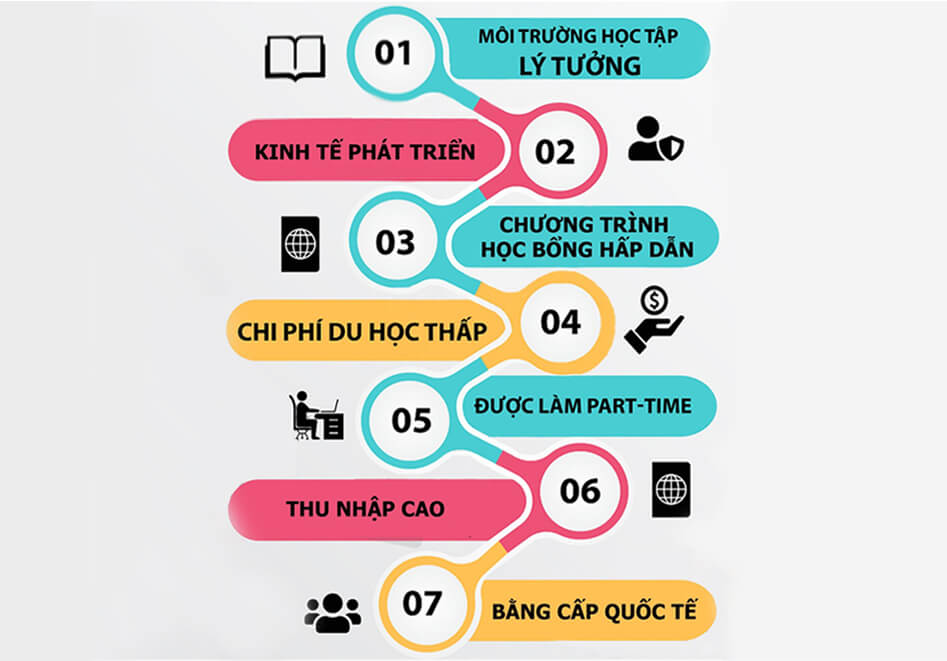 01
MÔI TRƯỜNG HỌC TẬP
LÝ TƯỞNG
KINH TẾ PHÁT TRIỂN
02
03
CHƯƠNG TRÌNH
HỌC BỔNG HẤP DẪN
CHI PHÍ DU HỌC THẤP
04
$
05
ĐƯỢC LÀM PART-TIME
THU NHẬP CAO
06
07
BẰNG CẤP QUỐC TẾ